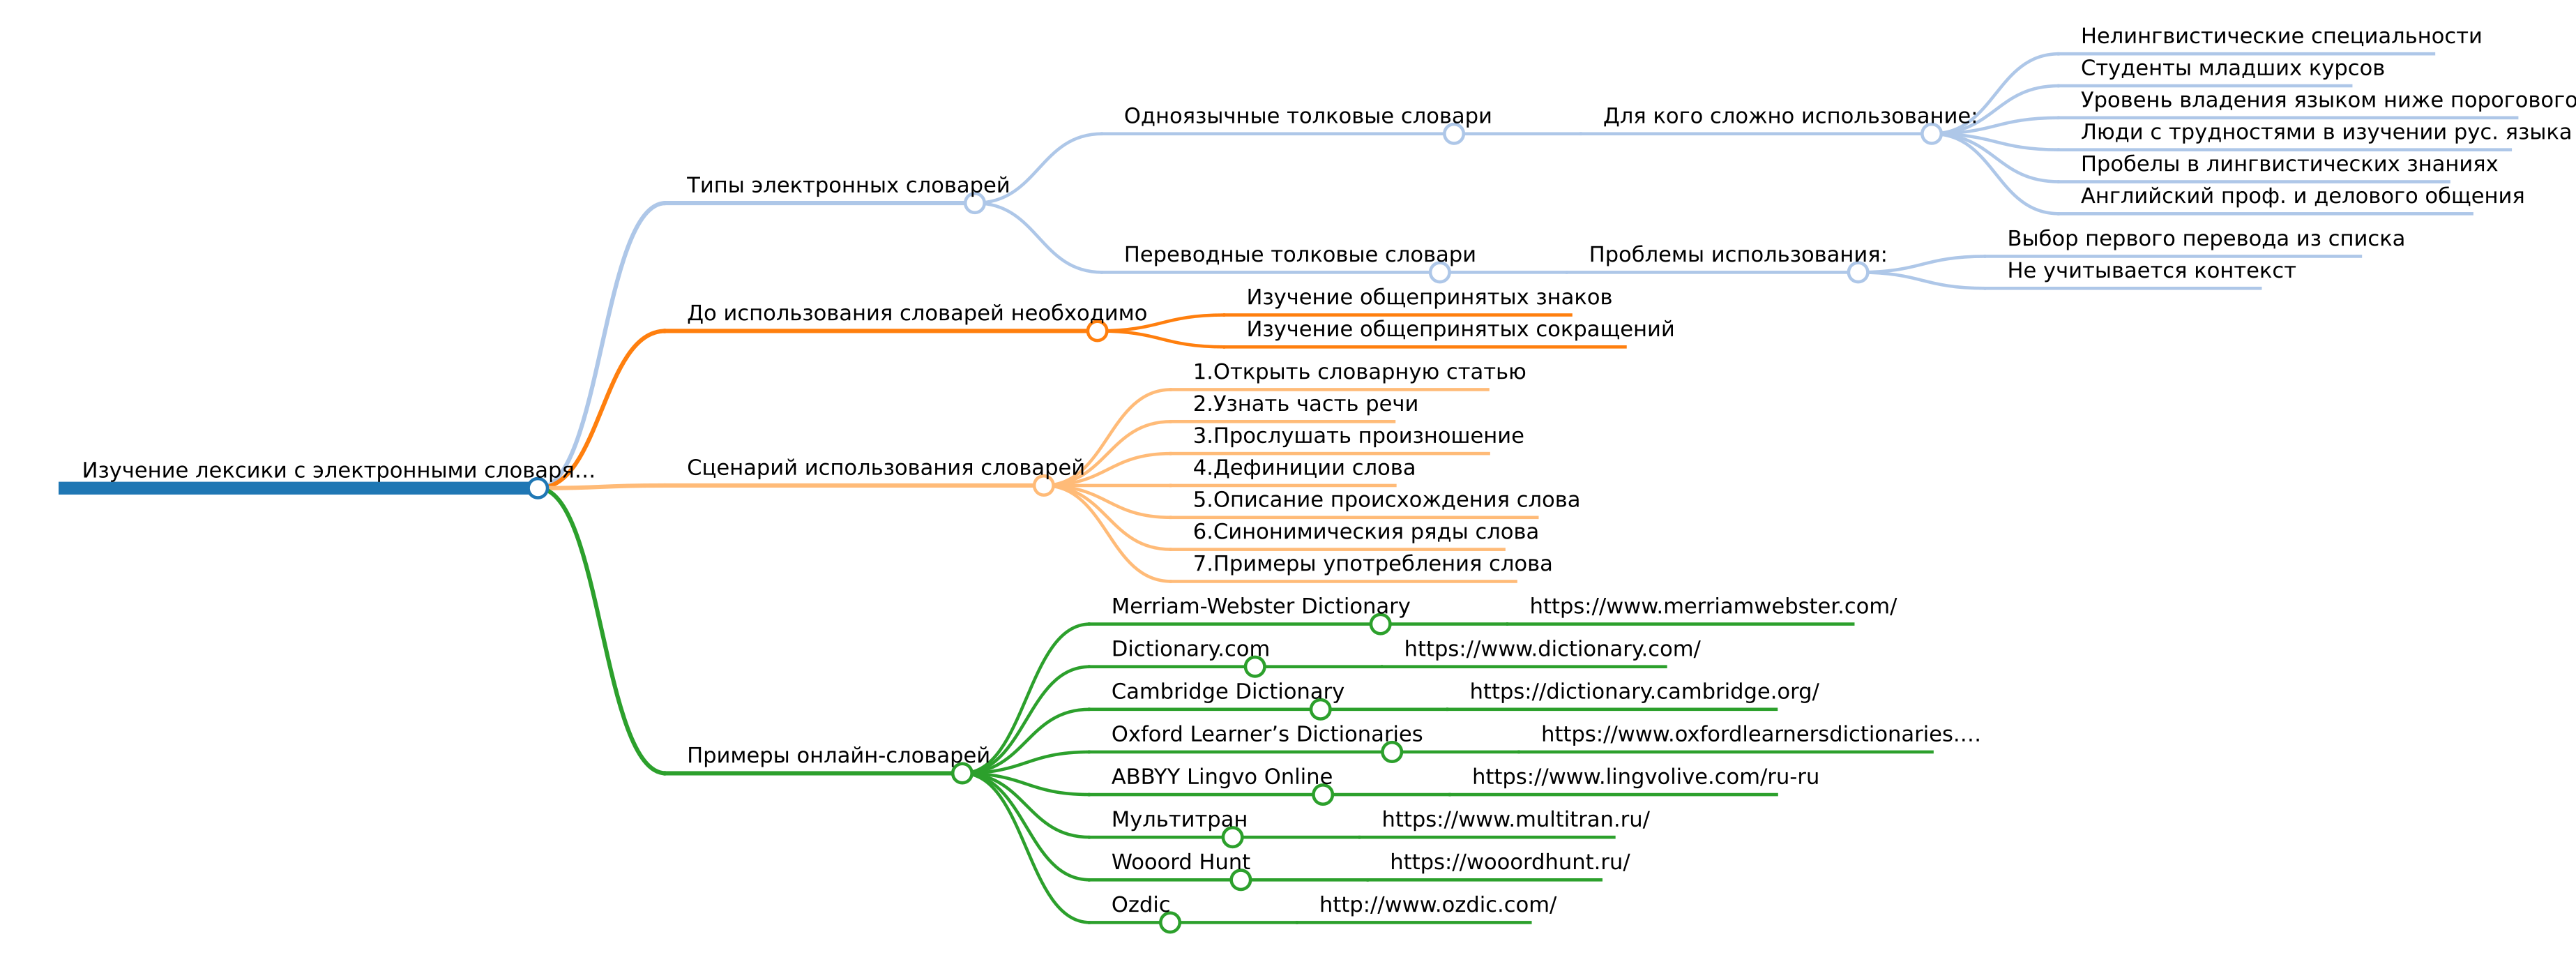 Изучение лексики с электронными словаря...
Типы электронных словарей
Одноязычные толковые словари
Для кого сложно использование:
Нелингвистические специальности
Студенты младших курсов
Уровень владения языком ниже порогового
Люди с трудностями в изучении рус. языка
Пробелы в лингвистических знаниях
Английский проф. и делового общения
Переводные толковые словари
Проблемы использования:
Выбор первого перевода из списка
Не учитывается контекст
До использования словарей необходимо
Изучение общепринятых знаков
Изучение общепринятых сокращений
Сценарий использования словарей
1.Открыть словарную статью
2.Узнать часть речи
3.Прослушать произношение
4.Дефиниции слова
5.Описание происхождения слова
6.Синонимическия ряды слова
7.Примеры употребления слова
Примеры онлайн-словарей
Merriam-Webster Dictionary
https://www.merriamwebster.com/
Dictionary.com
https://www.dictionary.com/
Cambridge Dictionary
https://dictionary.cambridge.org/
Oxford Learner’s Dictionaries
https://www.oxfordlearnersdictionaries....
ABBYY Lingvo Online
https://www.lingvolive.com/ru-ru
Мультитран
https://www.multitran.ru/
Wooord Hunt
https://wooordhunt.ru/
Ozdic
http://www.ozdic.com/